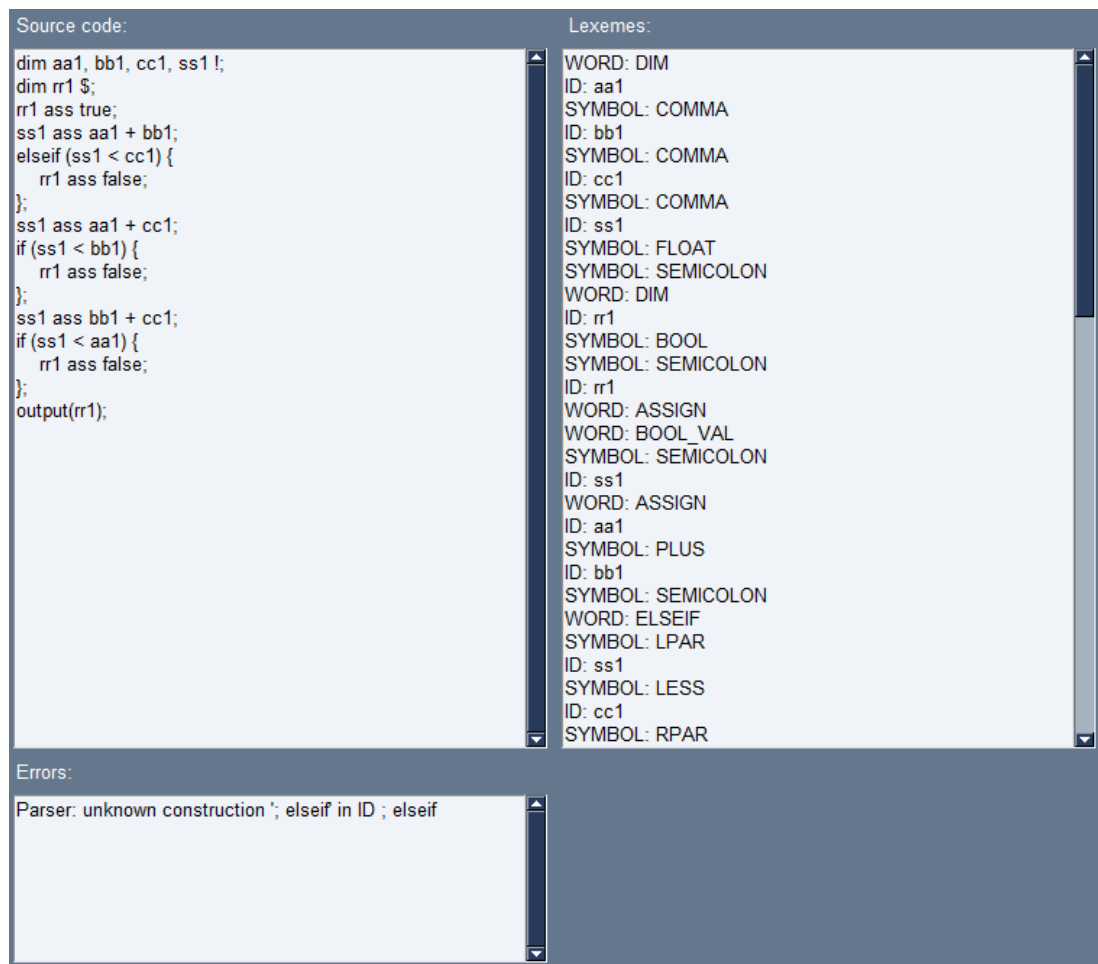 Source code:
dim aa1, bb1, cc1, ss1 !;
dim rr1 $;
rr1 ass true;
ss1 ass aa1 + bb1;
elseif (ss1 < cc1) {
rr1 ass false;
};
ss1 ass aa1 + cc1;
if (ss1 < bb1) {
rr1 ass false;
};
ss1 ass bb1 + cc1;
if (ss1 < aa1) {
rr1 ass false;
};
output(rr1);
Lexemes:
WORD: DIM
ID: aa1
SYMBOL: COMMA
ID: bb1
SYMBOL: COMMA
ID: cc1
SYMBOL: COMMA
ID: ss1
SYMBOL: FLOAT
SYMBOL: SEMICOLON
WORD: DIM
ID: rr1
SYMBOL: BOOL
SYMBOL: SEMICOLON
ID: rr1
WORD: ASSIGN
WORD: BOOL_VAL
SYMBOL: SEMICOLON
ID: ss1
WORD: ASSIGN
ID: aa1
SYMBOL: PLUS
ID: bb1
SYMBOL: SEMICOLON
WORD: ELSEIF
SYMBOL: LPAR
ID: ss1
SYMBOL: LESS
ID: cc1
SYMBOL: RPAR
Errors:
Parser: unknown construction '; elseif' in ID ; elseif